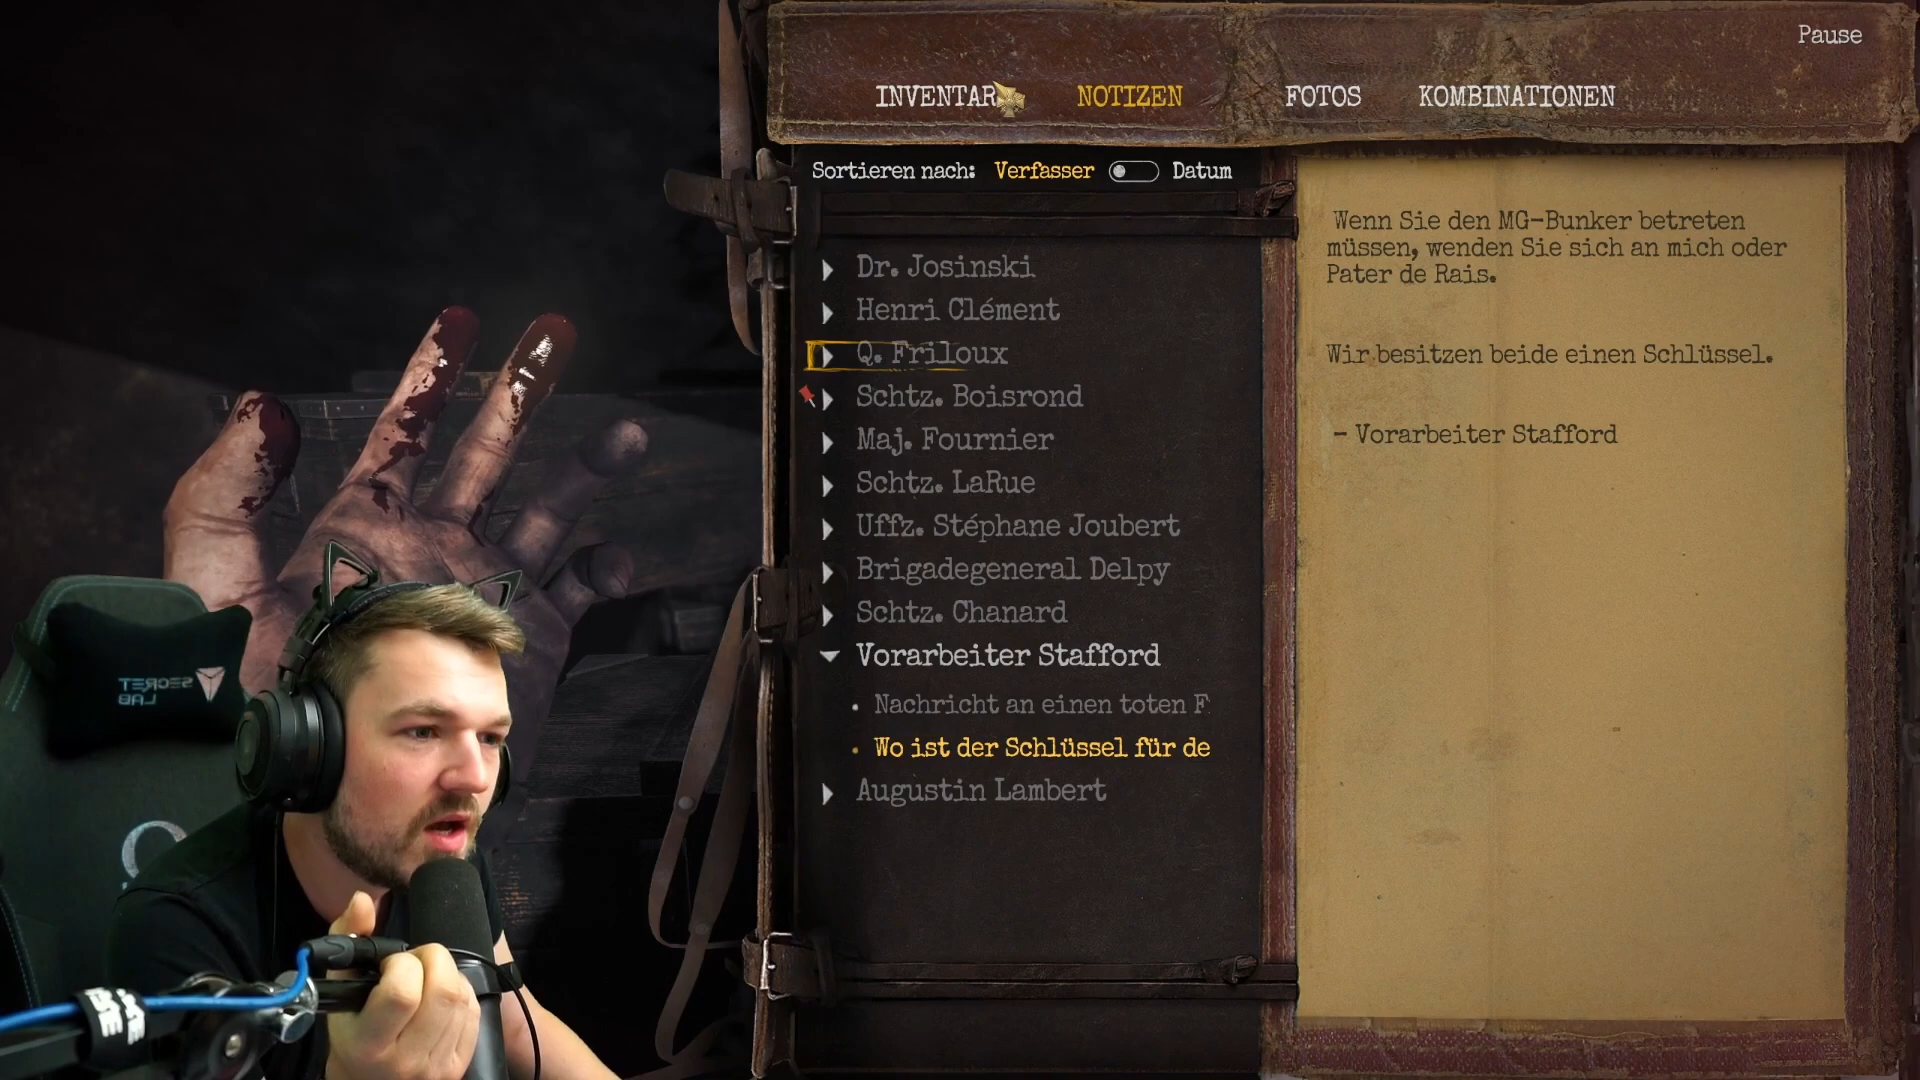 Pause
INVENTAR
NOTIZEN
FOTOS
KOMBINATIONEN
Sortieren nach: Verfasser Datum
Dr. Josinski
Henri Clément
Q. Friloux
Schtz. Boisrond
Maj. Fournier
Schtz. LaRue
Uffz. Stéphane Joubert
Brigadegeneral Delpy
Schtz. Chanard
Vorarbeiter Stafford
Nachricht an einen toten F
Wo ist der Schlüssel für de
Augustin Lambert
Wenn Sie den MG-Bunker betreten
müssen, wenden Sie sich an mich oder
Pater de Rais.
Wir besitzen beide einen Schlüssel.
- Vorarbeiter Stafford
SECRET
LAB